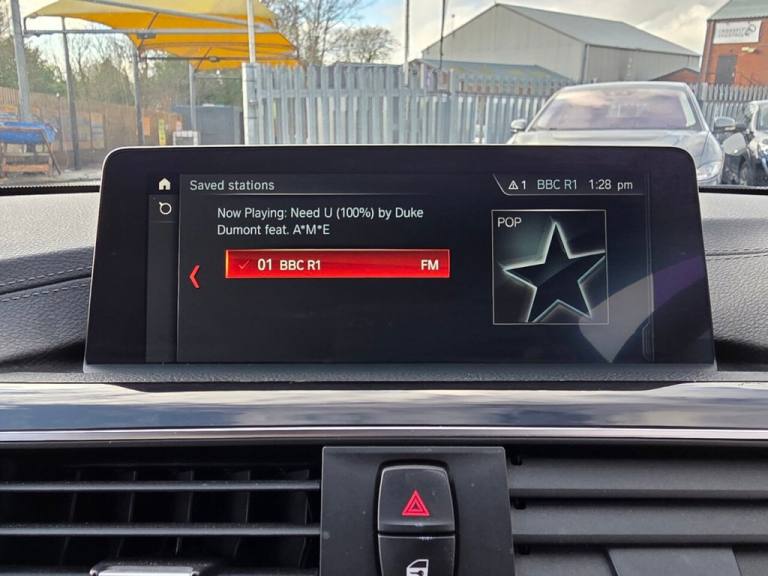 Saved stations
1 BBC R1 1:28 pm
Now Playing: Need U (100%) by Duke
Dumont feat. A*M*E
POP
01 BBC R1 FM